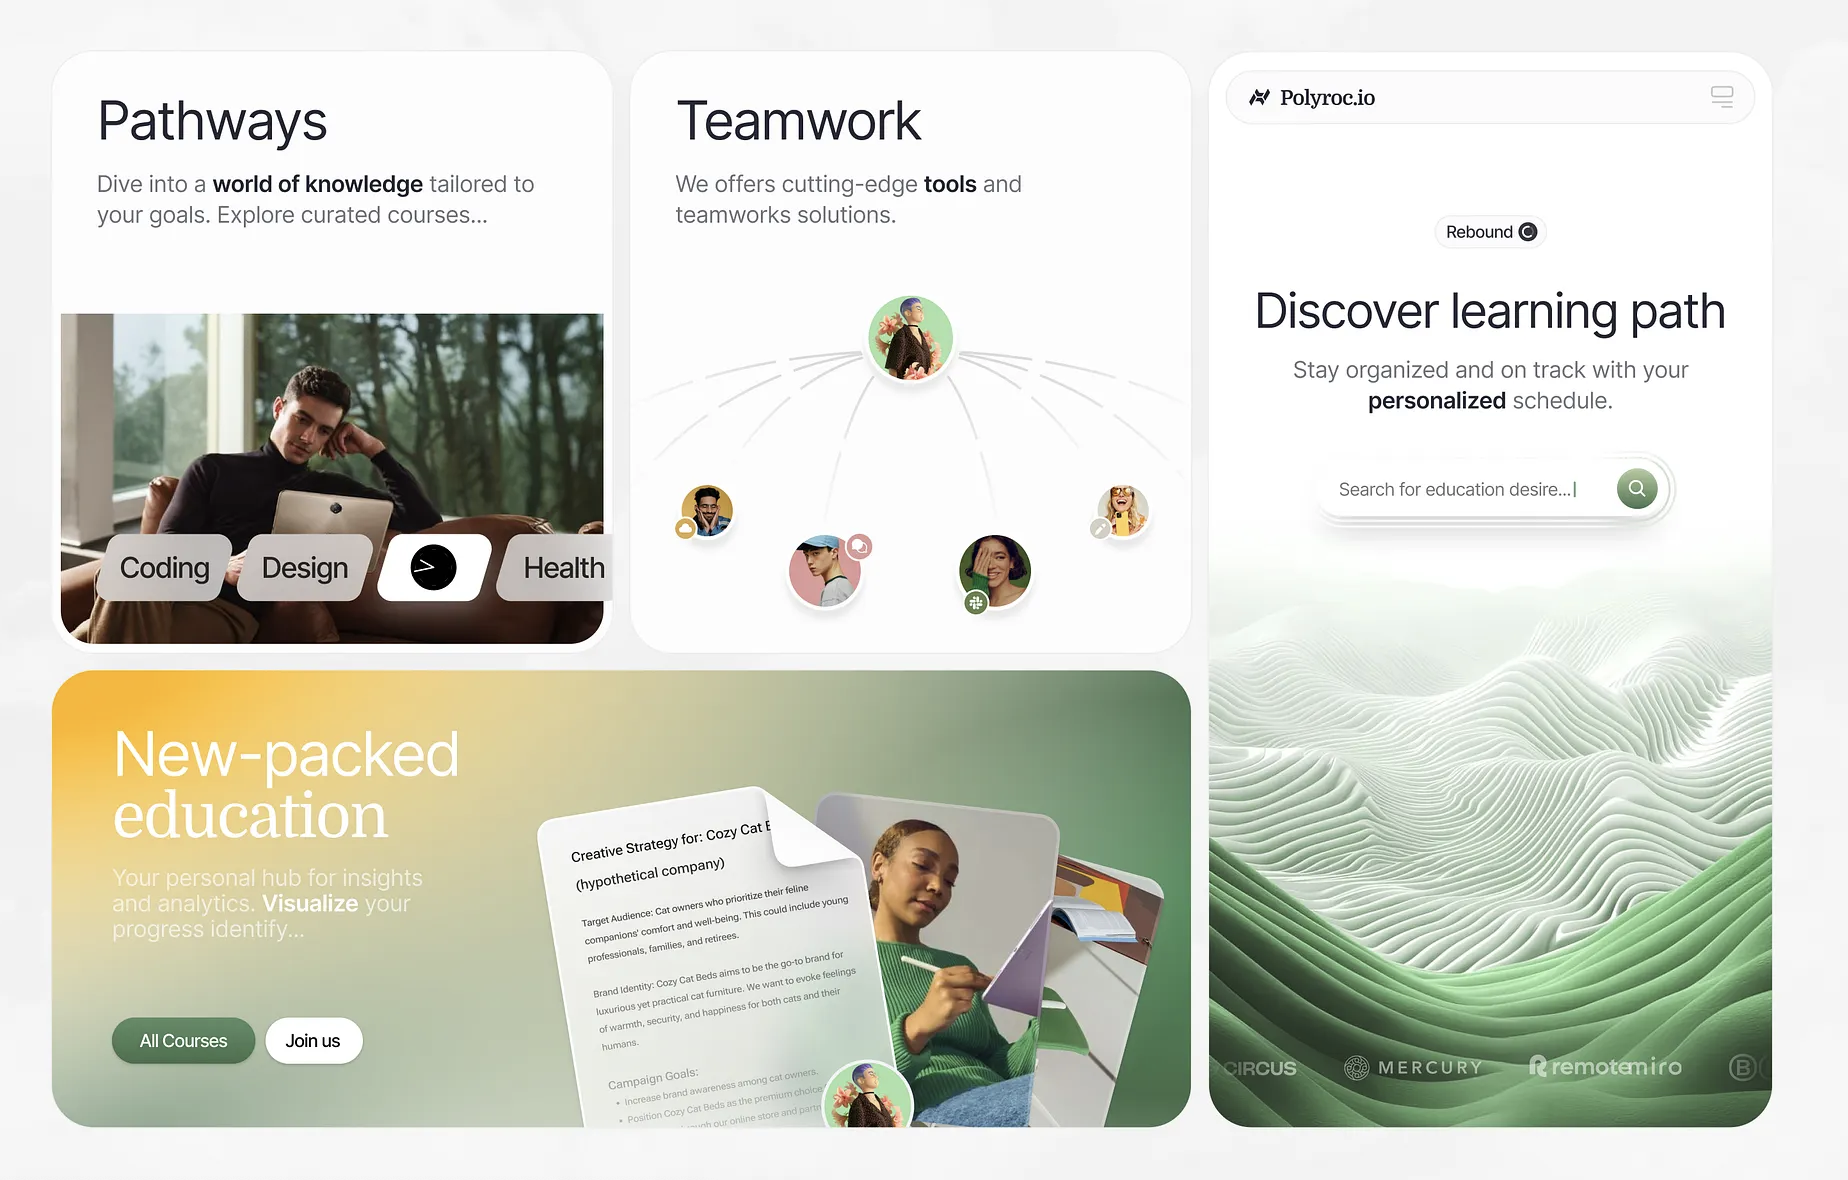 Pathways
Dive into a world of knowledge tailored to
your goals. Explore curated courses...
Coding
Design
Health
Teamwork
We offers cutting-edge tools and
teamworks solutions.
Polyroc.io
Rebound
Discover learning path
Stay organized and on track with your
personalized schedule.
Search for education desire...
CIRCUS
MERCURY
remote
miro
B
New-packed
education
Your personal hub for insights
and analytics. Visualize your
progress identify...
All Courses
Join us
Creative Strategy for: Cozy Cat
(hypothetical company)
Target Audience: Cat owners who prioritize their feline
companions' comfort and well-being. This could include young
professionals, families, and retirees.
Brand Identity: Cozy Cat Beds aims to be the go-to brand for
luxurious yet practical cat furniture. We want to evoke feelings
of warmth, security, and happiness for both cats and their
humans.
Campaign Goals:
• Increase brand awareness among cat owners.
• Position Cozy Cat Beds as the premium choice
our online store and